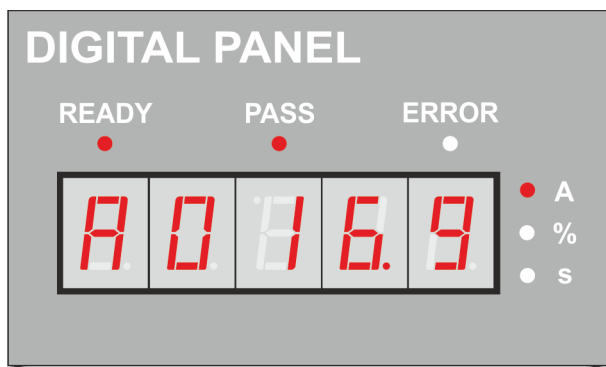 DIGITAL PANEL
READY PASS ERROR
A016.9
A
%
s